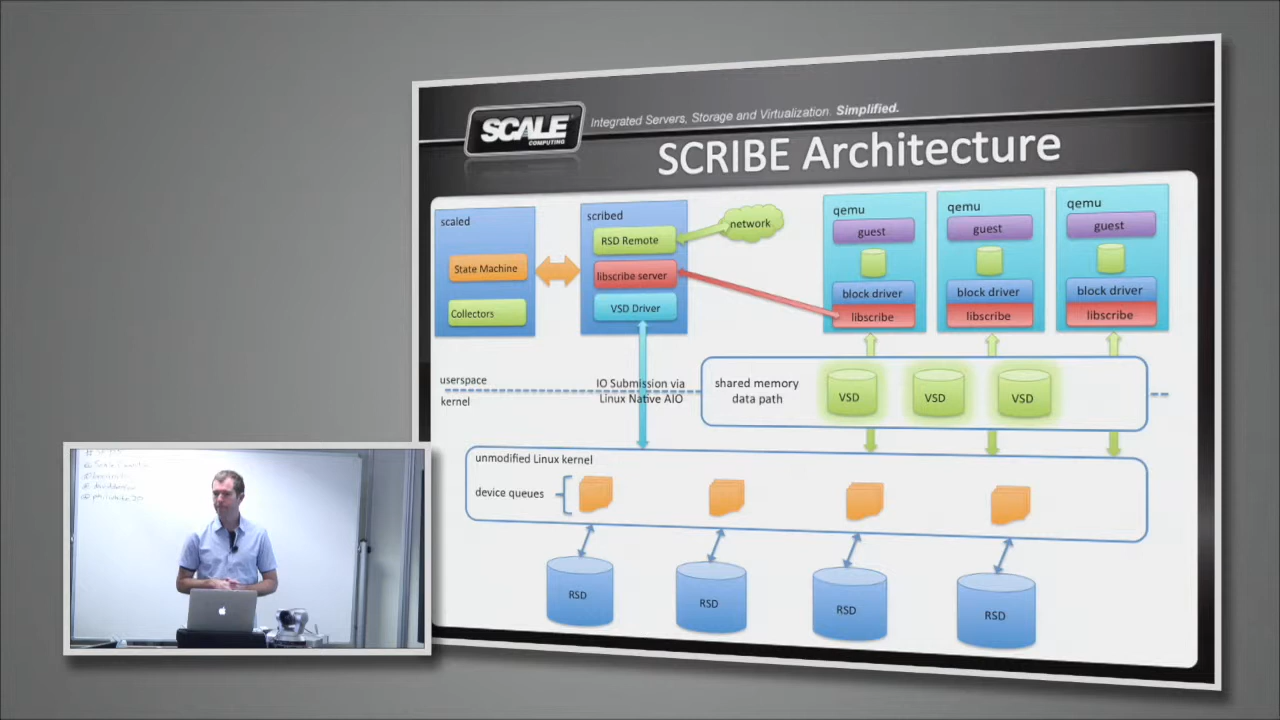 SCALE
COMPUTING
Integrated Servers, Storage and Virtualization. Simplified.
SCRIBE Architecture
scaled
State Machine
Collectors
scribed
RSD Remote
libscribe server
VSD Driver
network
qemu
guest
block driver
libscribe
qemu
guest
block driver
libscribe
qemu
guest
block driver
libscribe
userspace
kernel
IO Submission via
Linux Native AIO
shared memory
data path
VSD
VSD
VSD
unmodified Linux kernel
device queues
RSD
RSD
RSD
RSD